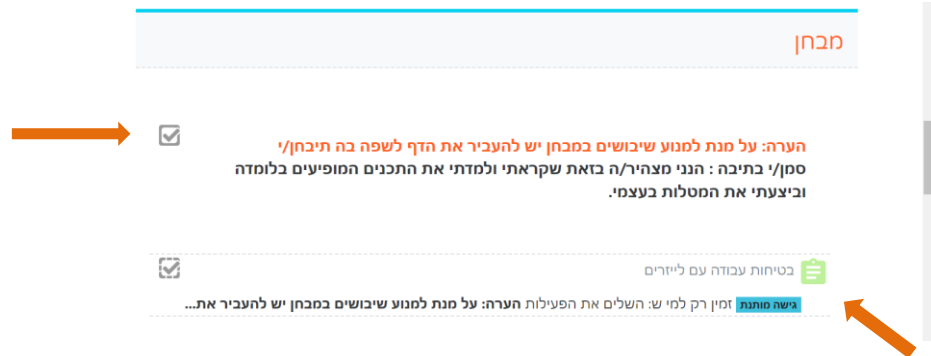 מבחן
הערה: על מנת למנוע שיבושים במבחן יש להעביר את הדף לשפה בה תיבחן/י
סמן/י בתיבה : הנני מצהיר/ה בזאת שקראתי ולמדתי את התכנים המופיעים בלומדה
וביצעתי את המטלות בעצמי.
בטיחות עבודה עם לייזרים
גישה מותנת זמין רק למי ש: השלים את הפעילות הערה: על מנת למנוע שיבושים במבחן יש להעביר את...